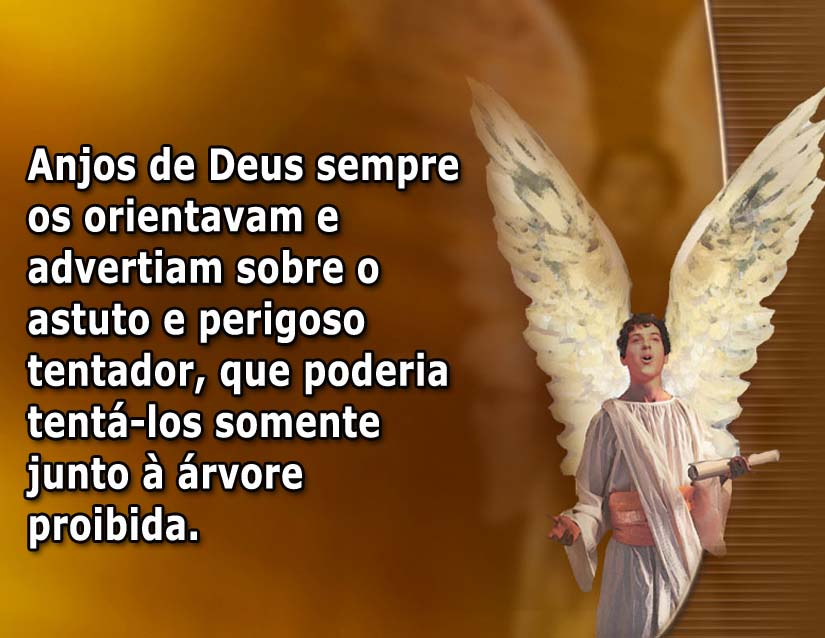 Anjos de Deus sempre
os orientavam e
advertiam sobre o
astuto e perigoso
tentador, que poderia
tentá-los somente
junto à árvore
proibida.